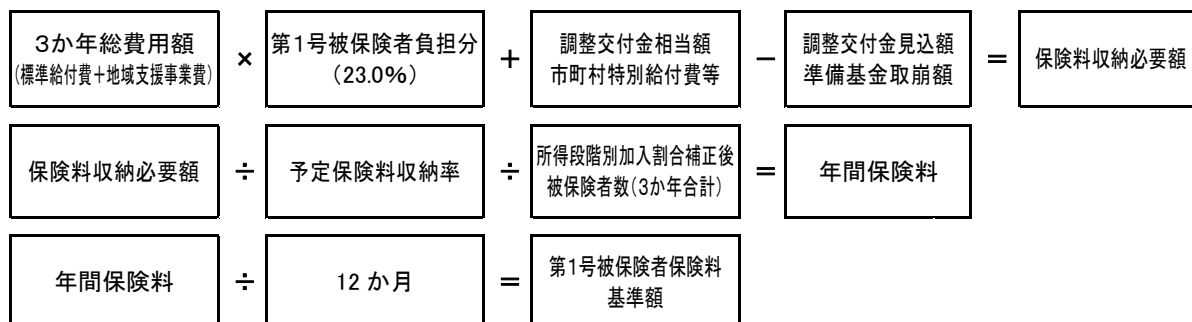 3か年総費用額
(標準給付費+地域支援事業費)
×
第1号被保険者負担分
(23.0%)
+
調整交付金相当額
市町村特別給付費等
−
調整交付金見込額
準備基金取崩額
=
保険料収納必要額
保険料収納必要額
÷
予定保険料収納率
÷
所得段階別加入割合補正後
被保険者数(3か年合計)
=
年間保険料
年間保険料
÷
12 か月
=
第1号被保険者保険料
基準額